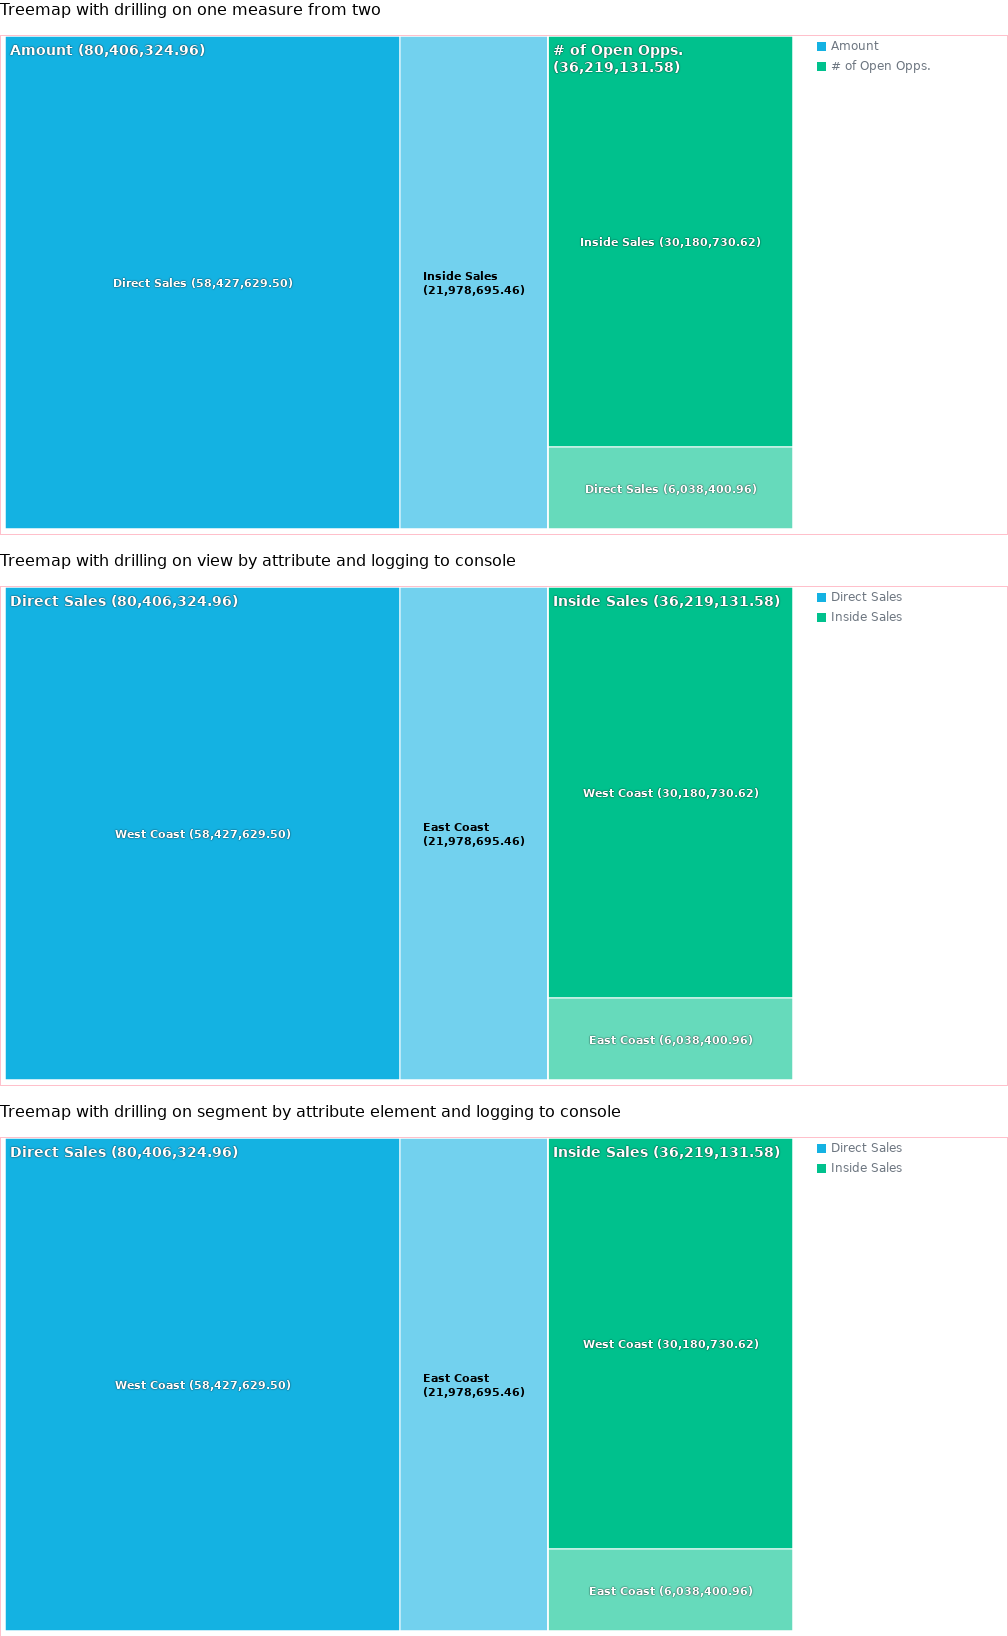 Treemap with drilling on one measure from two
Amount (80,406,324.96)
# of Open Opps.
(36,219,131.58)
Amount
# of Open Opps.
Inside Sales (30,180,730.62)
Direct Sales (58,427,629.50)
Inside Sales
(21,978,695.46)
Direct Sales (6,038,400.96)
Treemap with drilling on view by attribute and logging to console
Direct Sales (80,406,324.96)
Inside Sales (36,219,131.58)
Direct Sales
Inside Sales
West Coast (30,180,730.62)
West Coast (58,427,629.50)
East Coast
(21,978,695.46)
East Coast (6,038,400.96)
Treemap with drilling on segment by attribute element and logging to console
Direct Sales (80,406,324.96)
Inside Sales (36,219,131.58)
Direct Sales
Inside Sales
West Coast (30,180,730.62)
West Coast (58,427,629.50)
East Coast
(21,978,695.46)
East Coast (6,038,400.96)